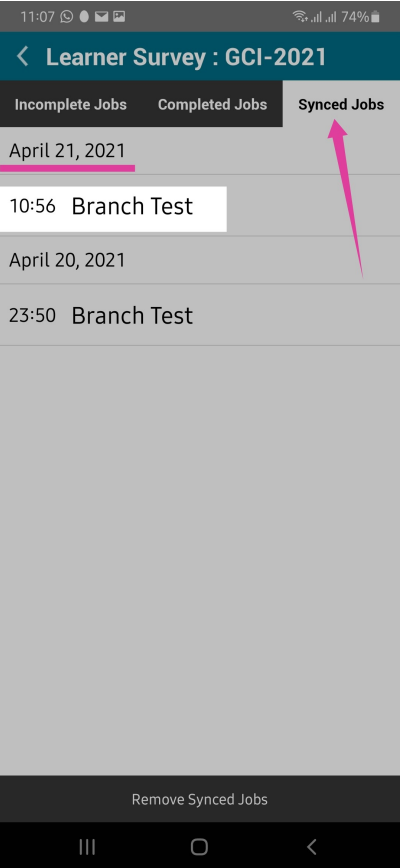 11:07 74%
Learner Survey : GCI-2021
Incomplete Jobs Completed Jobs Synced Jobs
April 21, 2021
10:56 Branch Test
April 20, 2021
23:50 Branch Test
Remove Synced Jobs